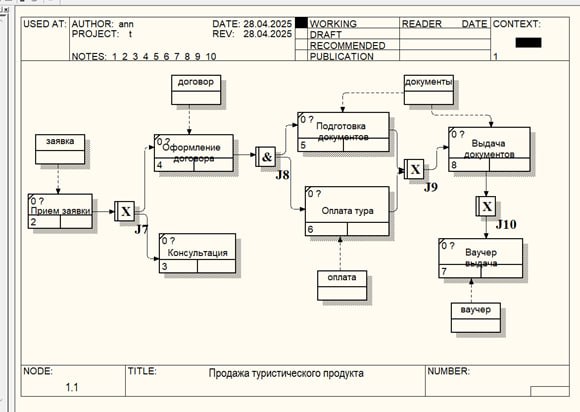 USED AT:
AUTHOR: ann
DATE: 28.04.2025
WORKING
READER
DATE
CONTEXT:
PROJECT: t
REV: 28.04.2025
DRAFT
RECOMMENDED
NOTES: 1 2 3 4 5 6 7 8 9 10
PUBLICATION
1
договор
документы
заявка
0 ?
Оформление
договора
4
&
J8
0 ?
Подготовка
документов
5
0 ?
Выдача
документов
8
X
J9
0 ?
Прием заявки
2
X
J7
0 ?
Оплата тура
6
X
J10
0 ?
Консультация
3
0 ?
Ваучер
выдача
7
оплата
ваучер
NODE:
TITLE:
Продажа туристического продукта
NUMBER:
1.1